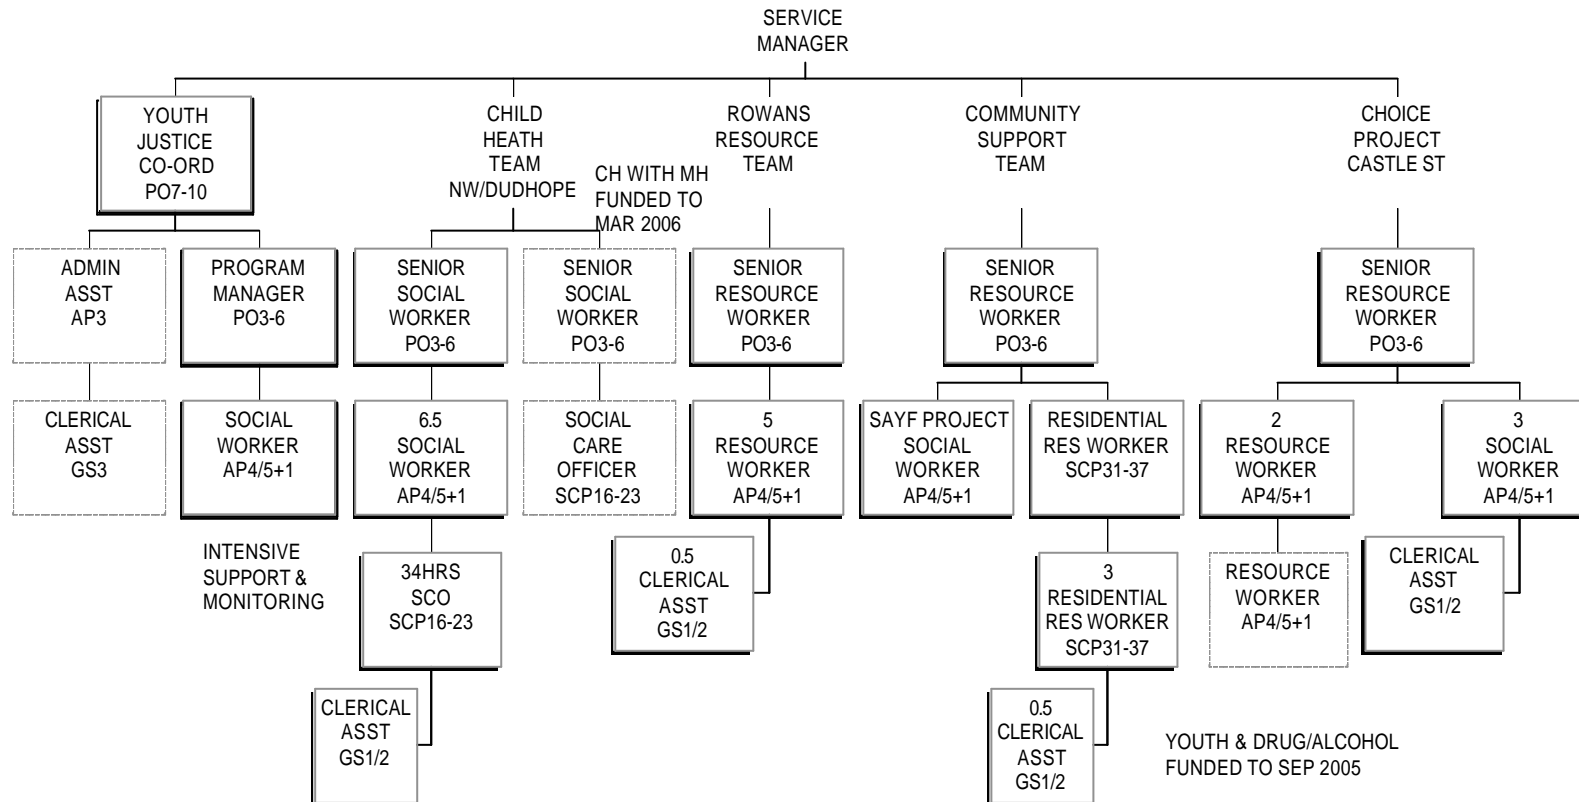 SERVICE
MANAGER
YOUTH
JUSTICE
CO-ORD
PO7-10
CHILD
HEATH
TEAM
NW/DUDHOPE
CH WITH MH
FUNDED TO
MAR 2006
ROWANS
RESOURCE
TEAM
COMMUNITY
SUPPORT
TEAM
CHOICE
PROJECT
CASTLE ST
ADMIN
ASST
AP3
PROGRAM
MANAGER
PO3-6
SENIOR
SOCIAL
WORKER
PO3-6
SENIOR
SOCIAL
WORKER
PO3-6
SENIOR
RESOURCE
WORKER
PO3-6
SENIOR
RESOURCE
WORKER
PO3-6
SENIOR
RESOURCE
WORKER
PO3-6
CLERICAL
ASST
GS3
SOCIAL
WORKER
AP4/5+1
6.5
SOCIAL
WORKER
AP4/5+1
SOCIAL
CARE
OFFICER
SCP16-23
5
RESOURCE
WORKER
AP4/5+1
SAYF PROJECT
SOCIAL
WORKER
AP4/5+1
RESIDENTIAL
RES WORKER
SCP31-37
2
RESOURCE
WORKER
AP4/5+1
3
SOCIAL
WORKER
AP4/5+1
INTENSIVE
SUPPORT &
MONITORING
34HRS
SCO
SCP16-23
0.5
CLERICAL
ASST
GS1/2
3
RESIDENTIAL
RES WORKER
SCP31-37
RESOURCE
WORKER
AP4/5+1
CLERICAL
ASST
GS1/2
CLERICAL
ASST
GS1/2
0.5
CLERICAL
ASST
GS1/2
YOUTH & DRUG/ALCOHOL
FUNDED TO SEP 2005